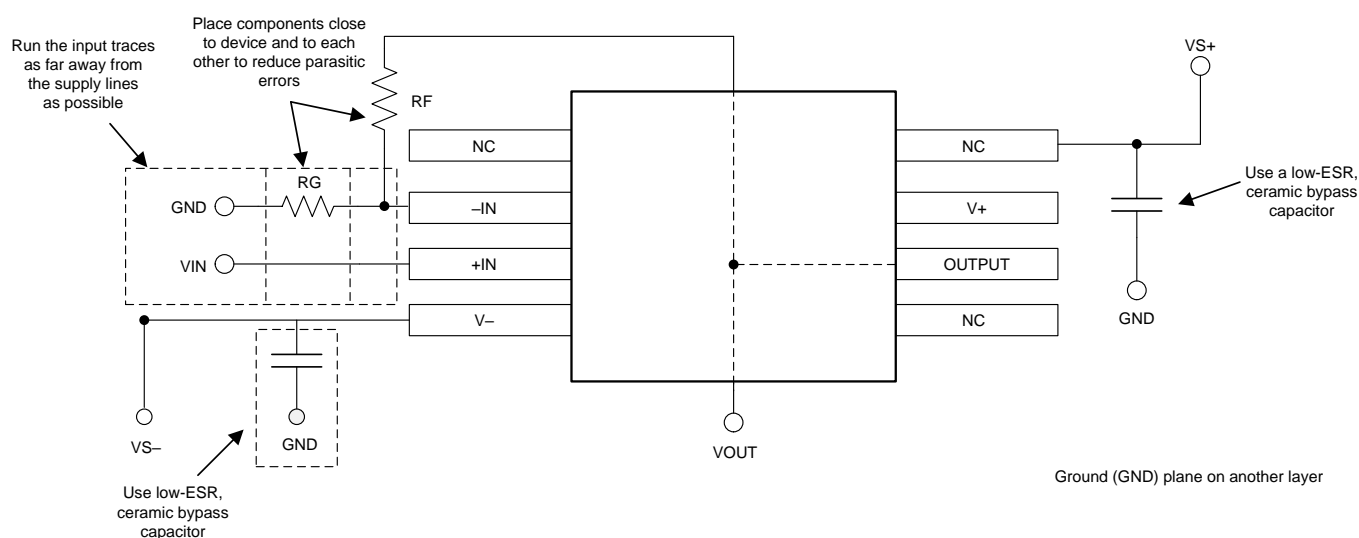 Run the input traces
as far away from
the supply lines
as possible
Place components close
to device and to each
other to reduce parasitic
errors
VS+
RF
NC
NC
Use a low-ESR,
ceramic bypass
capacitor
RG
GND
–IN
V+
VIN
+IN
OUTPUT
V–
NC
GND
VS–
GND
VOUT
Use low-ESR,
ceramic bypass
capacitor
Ground (GND) plane on another layer